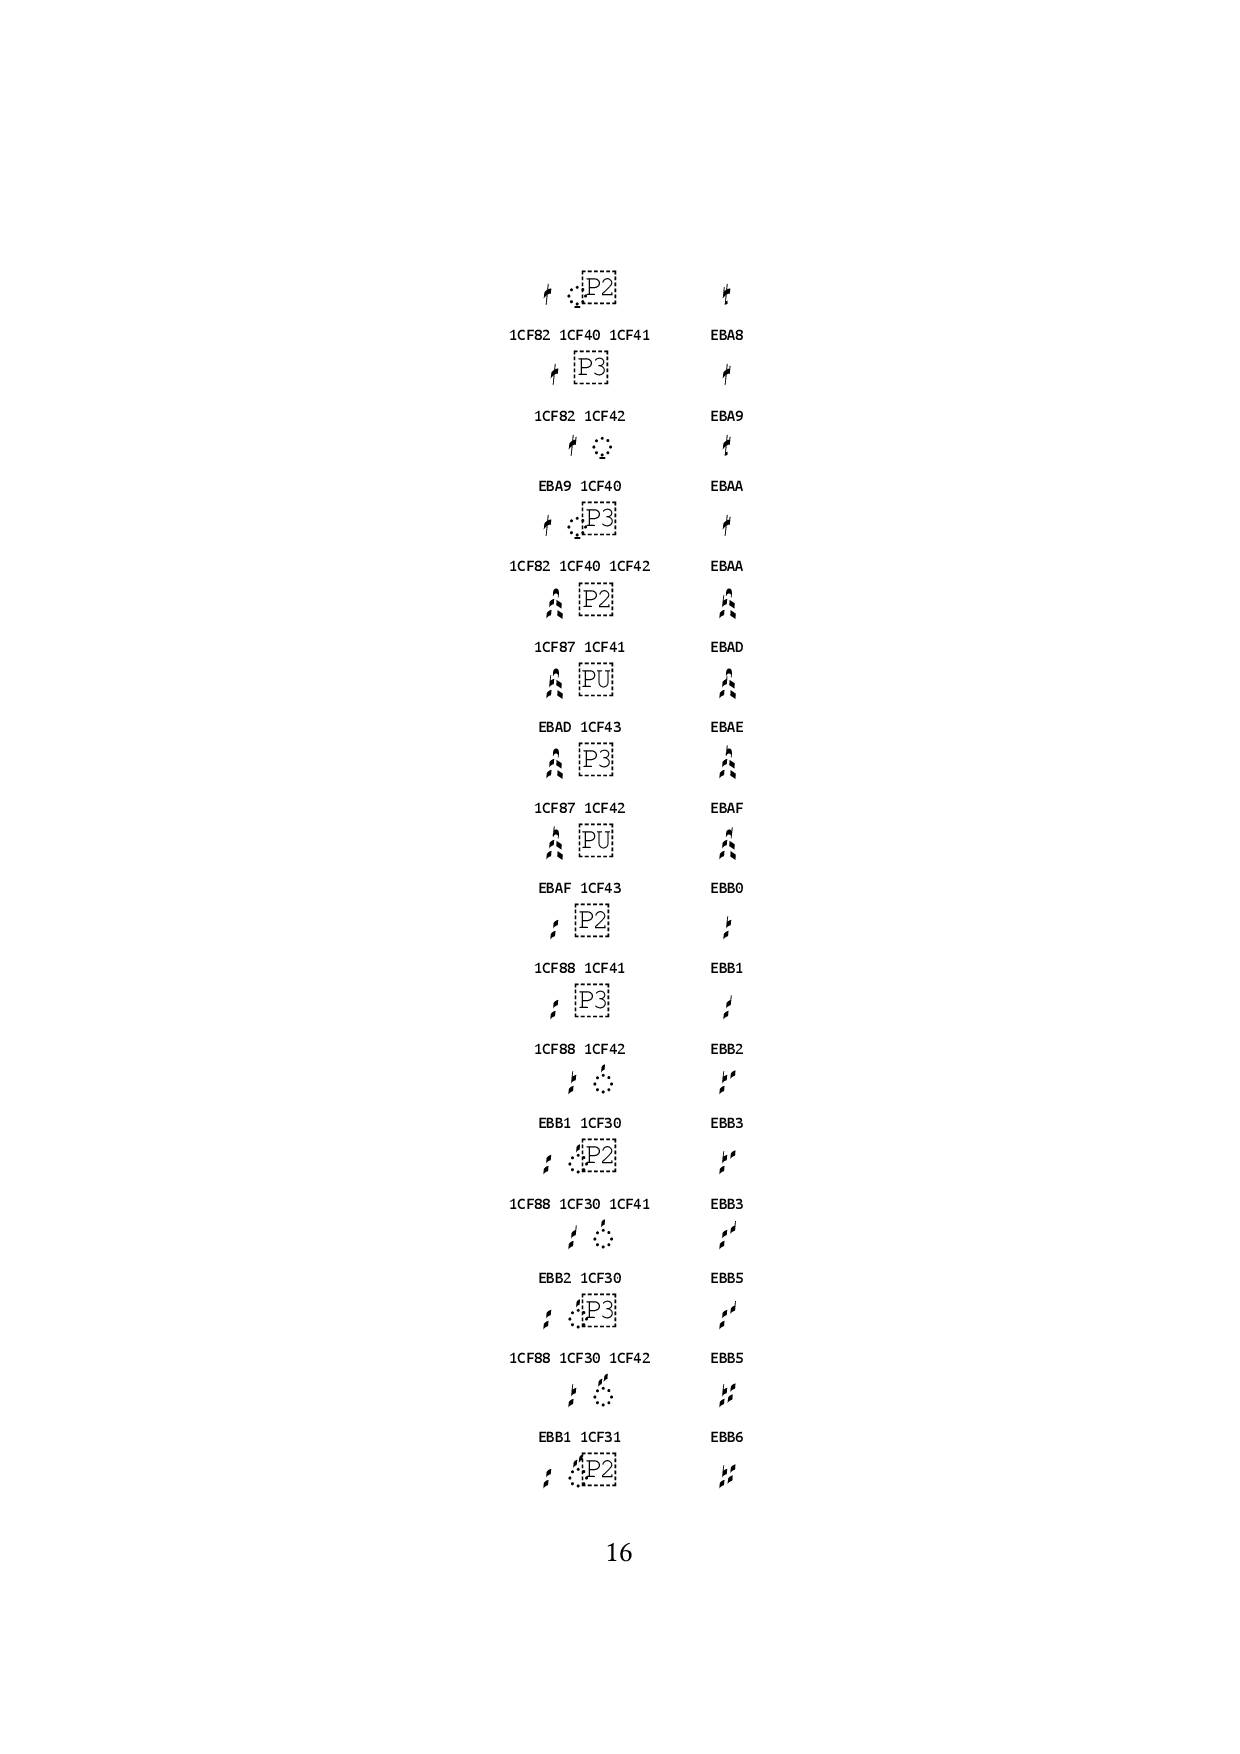 P2
1CF82 1CF40 1CF41 EBA8
P3
1CF82 1CF42 EBA9
EBA9 1CF40 EBAA
P3
1CF82 1CF40 1CF42 EBAA
P2
1CF87 1CF41 EBAD
PU
EBAD 1CF43 EBAE
P3
1CF87 1CF42 EBAF
PU
EBAF 1CF43 EBB0
P2
1CF88 1CF41 EBB1
P3
1CF88 1CF42 EBB2
EBB1 1CF30 EBB3
P2
1CF88 1CF30 1CF41 EBB3
EBB2 1CF30 EBB5
P3
1CF88 1CF30 1CF42 EBB5
EBB1 1CF31 EBB6
P2
16